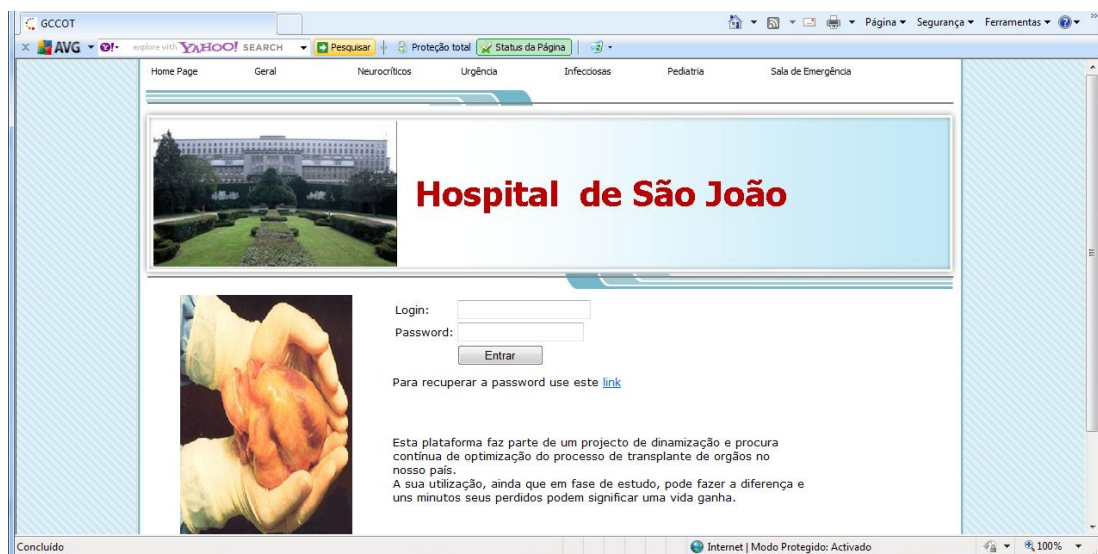 GCCOT
Página Segurança Ferramentas
AVG explore with YAHOO! SEARCH Pesquisar Proteção total Status da Página
Home Page Geral Neurocríticos Urgência Infecciosas Pediatria Sala de Emergência
Hospital de São João
Login:
Password:
Entrar
Para recuperar a password use este link
Esta plataforma faz parte de um projecto de dinamização e procura
contínua de optimização do processo de transplante de orgãos no
nosso país.
A sua utilização, ainda que em fase de estudo, pode fazer a diferença e
uns minutos seus perdidos podem significar uma vida ganha.
Concluído Internet | Modo Protegido: Activado 100%